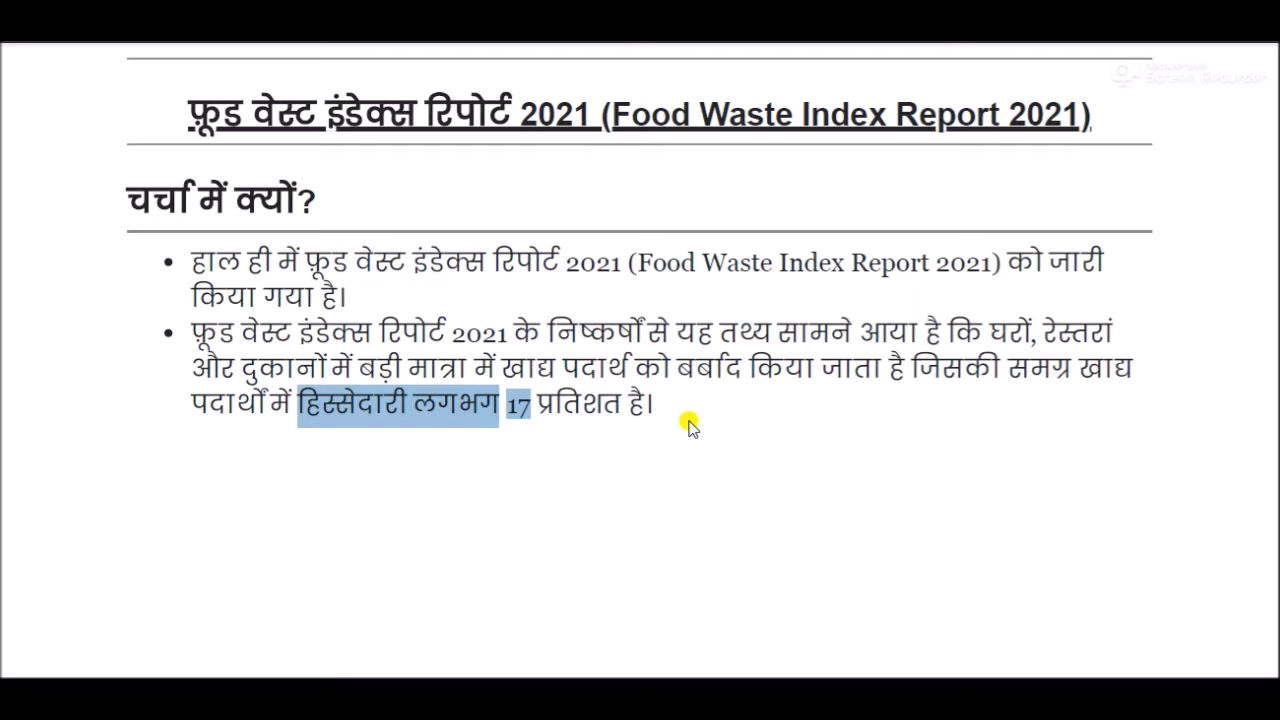 फ़ूड वेस्ट इंडेक्स रिपोर्ट 2021 (Food Waste Index Report 2021)
चर्चा में क्यों?
• हाल ही में फ़ूड वेस्ट इंडेक्स रिपोर्ट 2021 (Food Waste Index Report 2021) को जारी
किया गया है।
• फ़ूड वेस्ट इंडेक्स रिपोर्ट 2021 के निष्कर्षों से यह तथ्य सामने आया है कि घरों, रेस्तरां
और दुकानों में बड़ी मात्रा में खाद्य पदार्थ को बर्बाद किया जाता है जिसकी समग्र खाद्य
पदार्थों में हिस्सेदारी लगभग 17 प्रतिशत है।